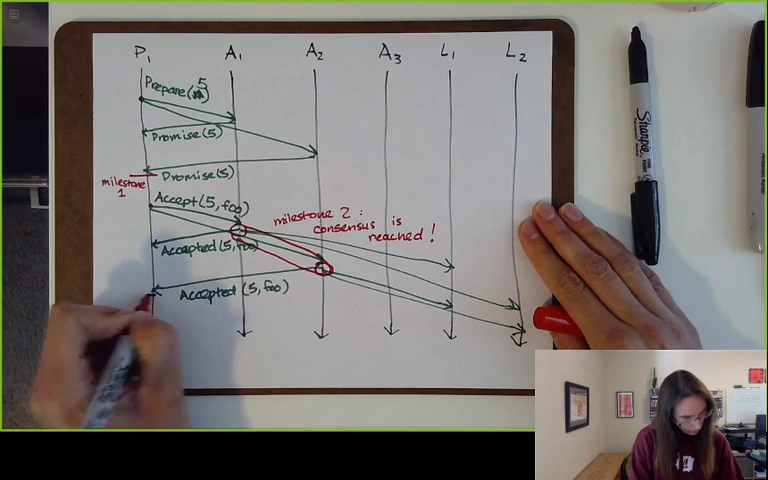 P1 A1 A2 A3 L1 L2
Prepare(5)
Promise(5)
Promise(5)
milestone
1
Accept(5,foo)
milestone 2:
consensus is
reached!
Accepted(5,foo)
Accepted (5,foo)
Sharpie